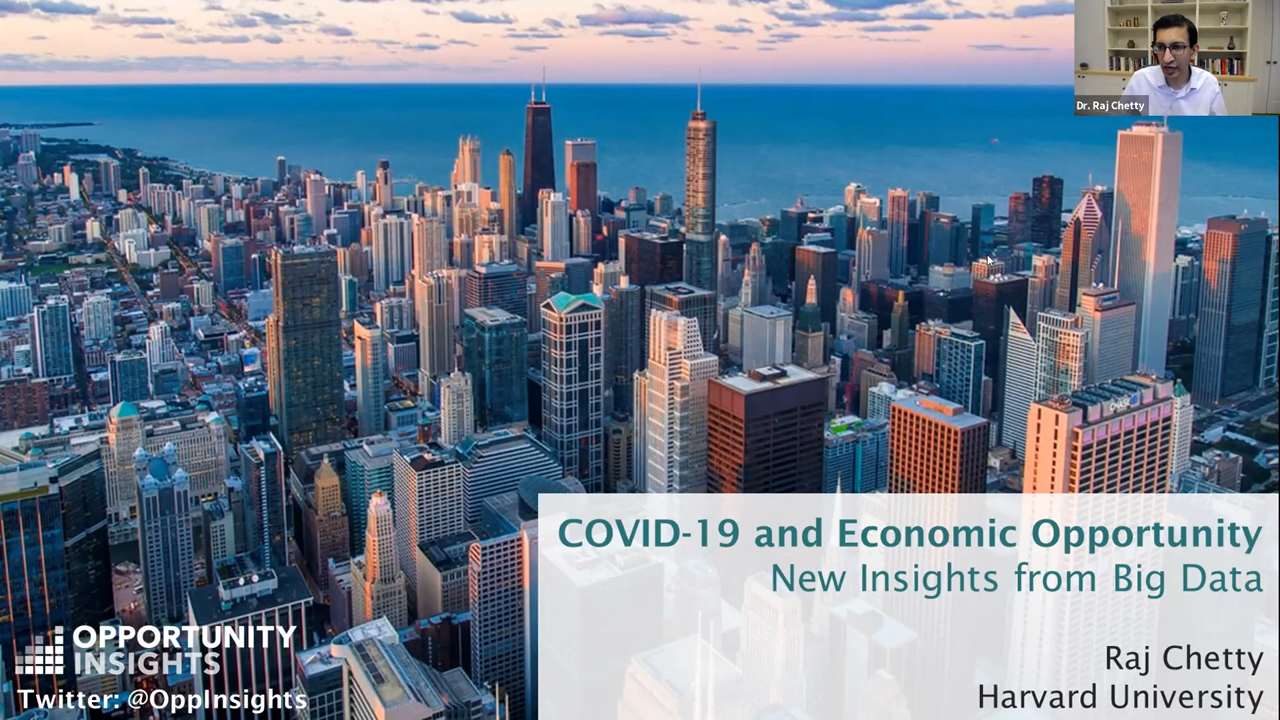 Dr. Raj Chetty
COVID-19 and Economic Opportunity
New Insights from Big Data
Raj Chetty
Harvard University
OPPORTUNITY
INSIGHTS
Twitter: @OppInsights